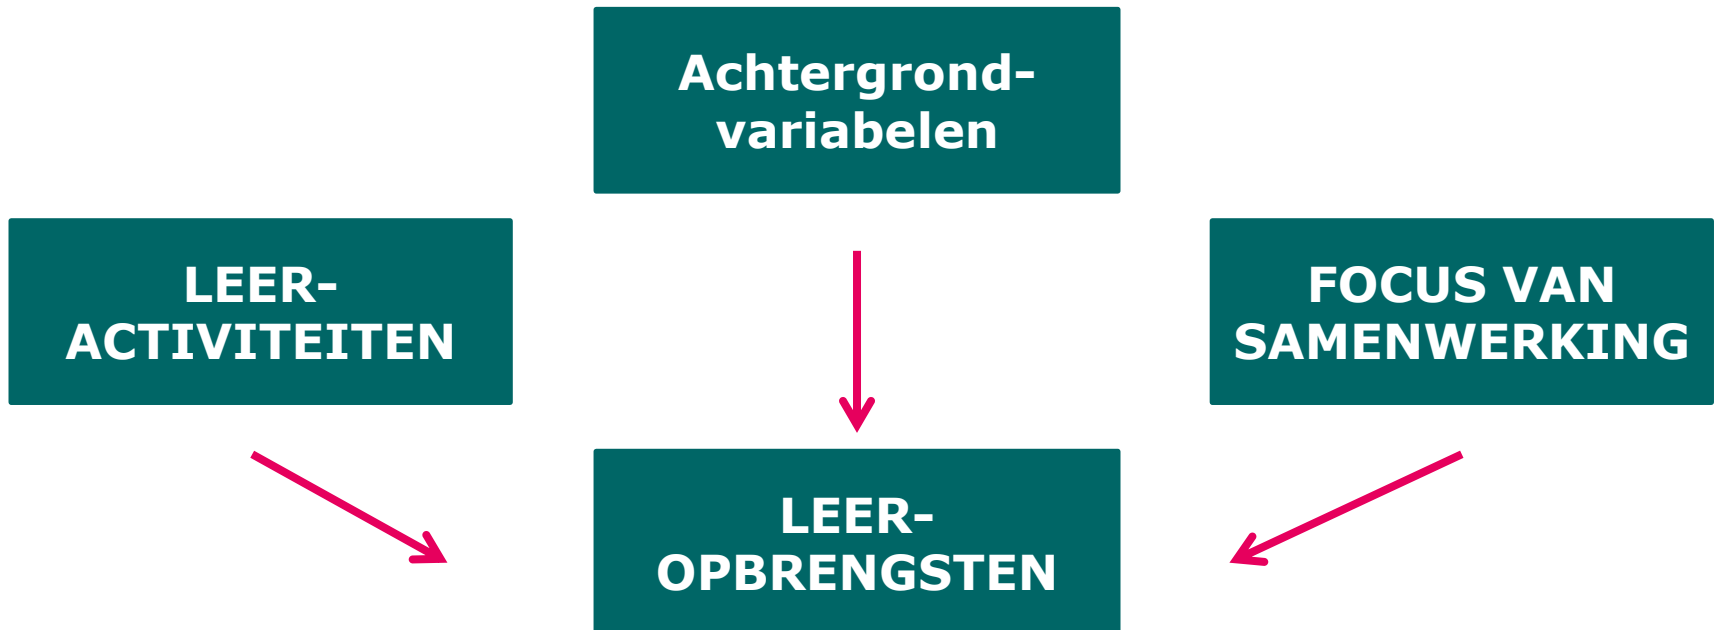 Achtergrond-
variabelen
LEER-
ACTIVITEITEN
FOCUS VAN
SAMENWERKING
LEER-
OPBRENGSTEN